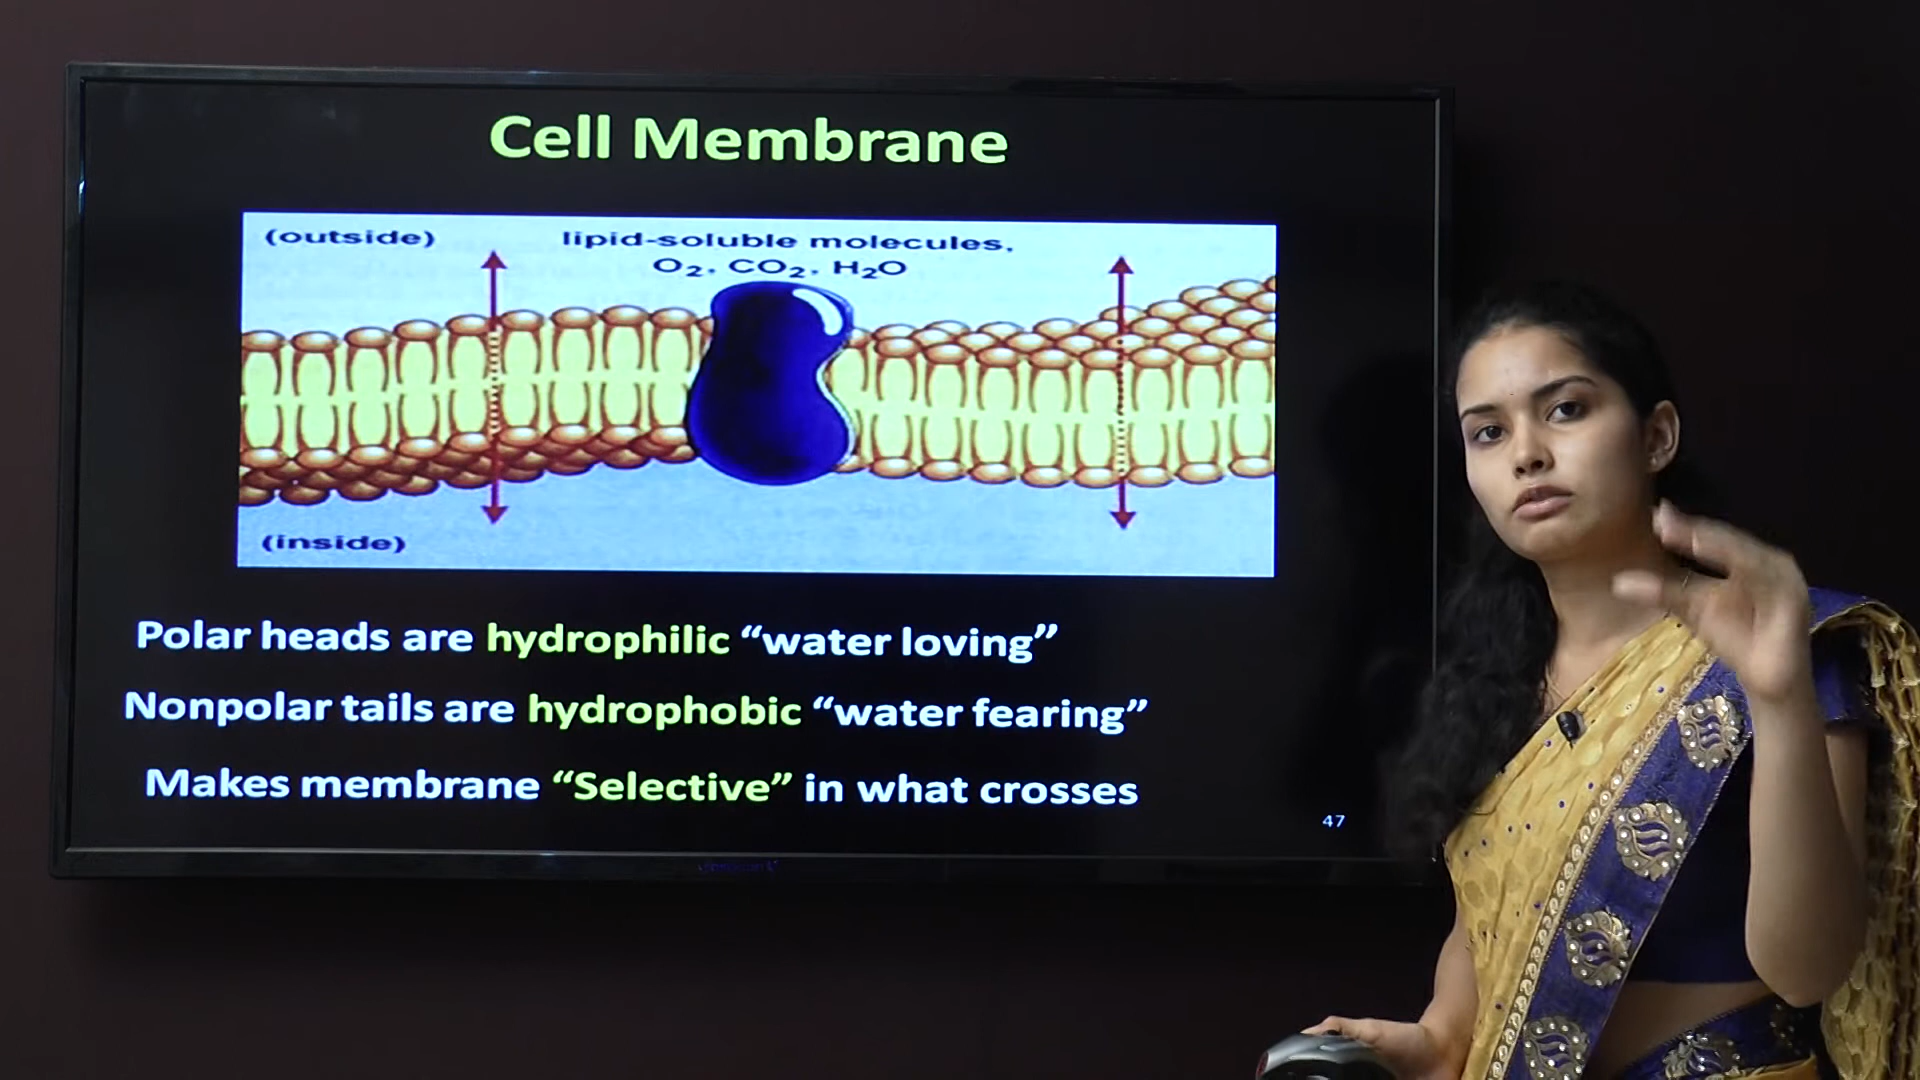 Cell Membrane
(outside)
lipid-soluble molecules,
O₂, CO₂, H₂O
(inside)
Polar heads are hydrophilic “water loving”
Nonpolar tails are hydrophobic “water fearing”
Makes membrane “Selective” in what crosses
47